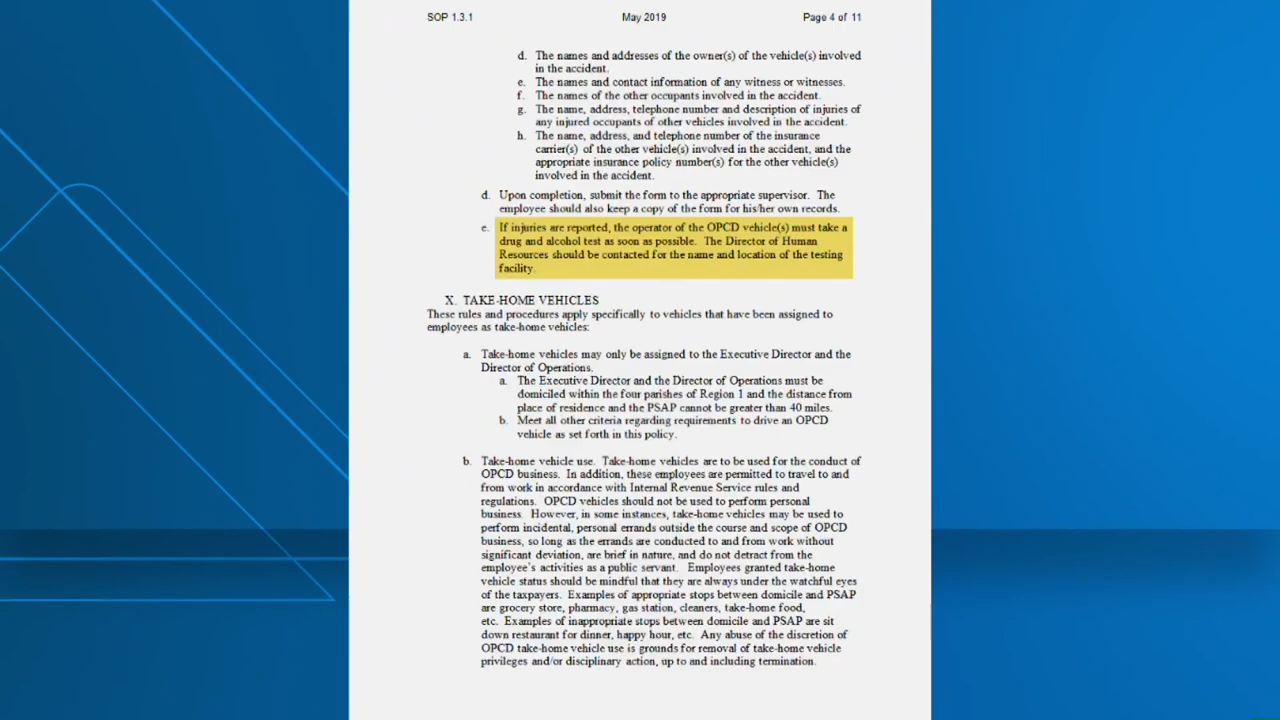 SOP 1.3.1 May 2019 Page 4 of 11
d. The names and addresses of the owner(s) of the vehicle(s) involved
in the accident.
e. The names and contact information of any witness or witnesses.
f. The names of the other occupants involved in the accident.
g. The name, address, telephone number and description of injuries of
any injured occupants of other vehicles involved in the accident.
h. The name, address, and telephone number of the insurance
carrier(s) of the other vehicle(s) involved in the accident, and the
appropriate insurance policy number(s) for the other vehicle(s)
involved in the accident.
d. Upon completion, submit the form to the appropriate supervisor. The
employee should also keep a copy of the form for his/her own records.
e. If injuries are reported, the operator of the OPCD vehicle(s) must take a
drug and alcohol test as soon as possible. The Director of Human
Resources should be contacted for the name and location of the testing
facility.
X. TAKE-HOME VEHICLES
These rules and procedures apply specifically to vehicles that have been assigned to
employees as take-home vehicles:
a. Take-home vehicles may only be assigned to the Executive Director and the
Director of Operations.
a. The Executive Director and the Director of Operations must be
domiciled within the four parishes of Region 1 and the distance from
place of residence and the PSAP cannot be greater than 40 miles.
b. Meet all other criteria regarding requirements to drive an OPCD
vehicle as set forth in this policy.
b. Take-home vehicle use. Take-home vehicles are to be used for the conduct of
OPCD business. In addition, these employees are permitted to travel to and
from work in accordance with Internal Revenue Service rules and
regulations. OPCD vehicles should not be used to perform personal
business. However, in some instances, take-home vehicles may be used to
perform incidental, personal errands outside the course and scope of OPCD
business, so long as the errands are conducted to and from work without
significant deviation, are brief in nature, and do not detract from the
employee's activities as a public servant. Employees granted take-home
vehicle status should be mindful that they are always under the watchful eyes
of the taxpayers. Examples of appropriate stops between domicile and PSAP
are grocery store, pharmacy, gas station, cleaners, take-home food,
etc. Examples of inappropriate stops between domicile and PSAP are sit
down restaurant for dinner, happy hour, etc. Any abuse of the discretion of
OPCD take-home vehicle use is grounds for removal of take-home vehicle
privileges and/or disciplinary action, up to and including termination.